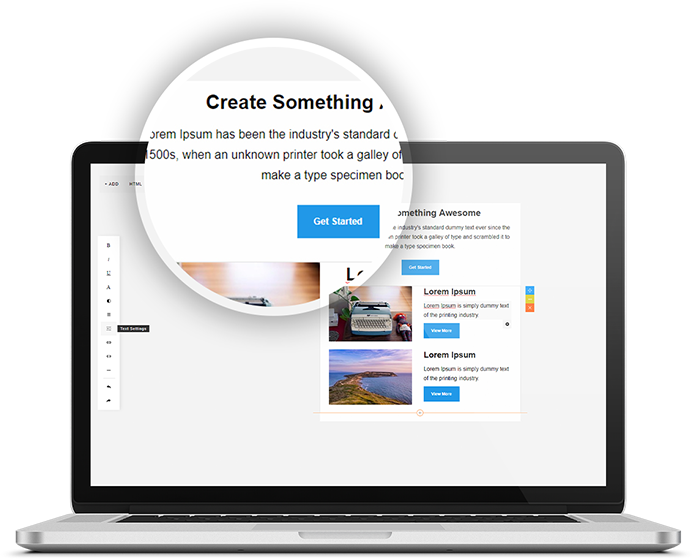 Create Something
orem Ipsum has been the industry's standard
1500s, when an unknown printer took a galley of
make a type specimen boo
Get Started
+ ADD HTML
omething Awesome
industry's standard dummy text ever since the
n printer took a galley of type and scrambled it to
make a type specimen book.
Get Started
Lorem Ipsum
Lorem Ipsum is simply dummy text
of the printing industry.
View More
Lorem Ipsum
Lorem Ipsum is simply dummy text
of the printing industry.
View More
B
I
U
A
Text Settings